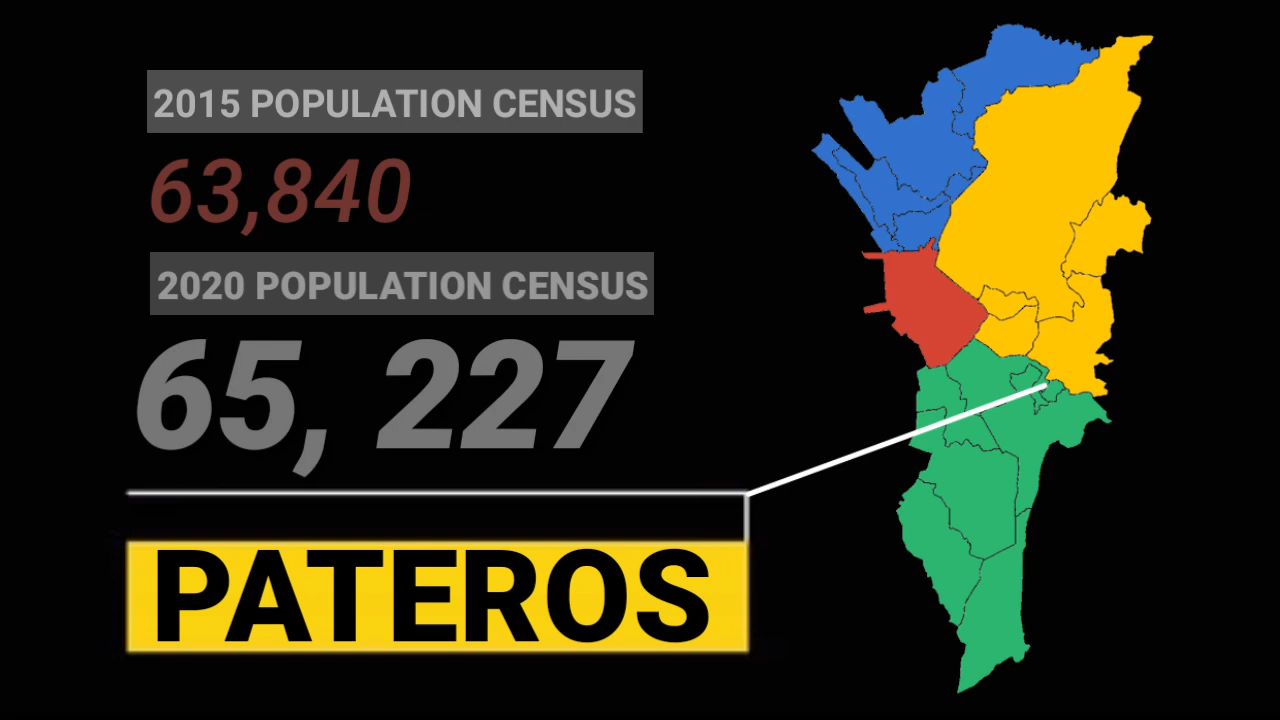 2015 POPULATION CENSUS
63,840
2020 POPULATION CENSUS
65, 227
PATEROS